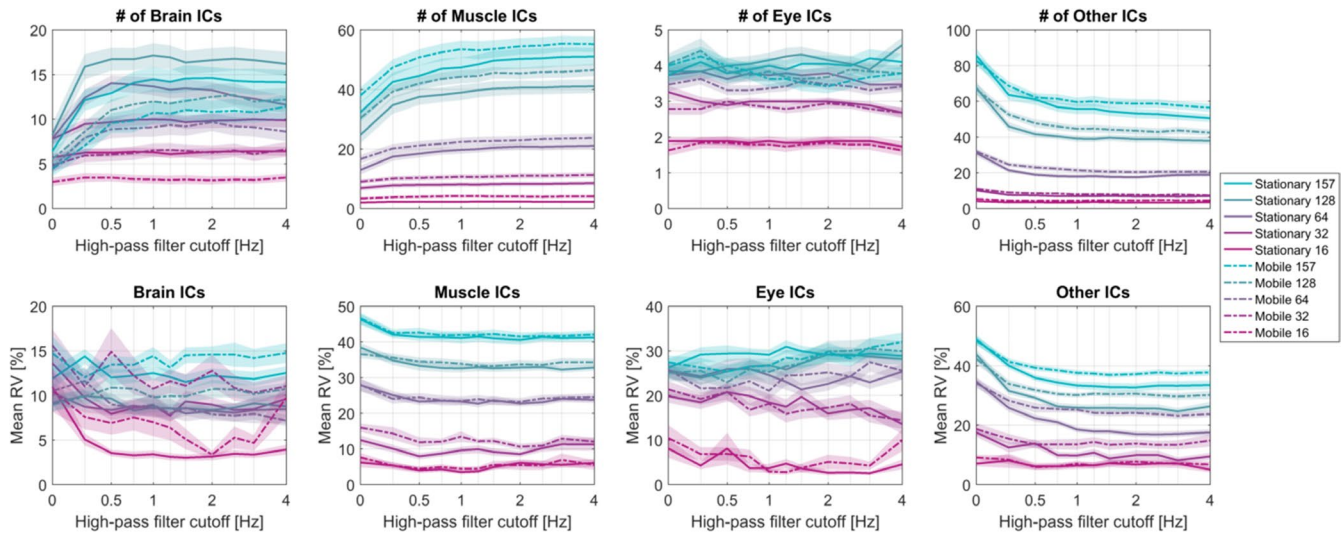 # of Brain ICs
20
15
10
5
0
0 0.5 1 2 4
High-pass filter cutoff [Hz]
# of Muscle ICs
60
40
20
0
0 0.5 1 2 4
High-pass filter cutoff [Hz]
# of Eye ICs
5
4
3
2
1
0
0 0.5 1 2 4
High-pass filter cutoff [Hz]
# of Other ICs
100
80
60
40
20
0
0 0.5 1 2 4
High-pass filter cutoff [Hz]
Stationary 157
Stationary 128
Stationary 64
Stationary 32
Stationary 16
Mobile 157
Mobile 128
Mobile 64
Mobile 32
Mobile 16
Brain ICs
Mean RV [%]
20
15
10
5
0
0 0.5 1 2 4
High-pass filter cutoff [Hz]
Muscle ICs
Mean RV [%]
50
40
30
20
10
0
0 0.5 1 2 4
High-pass filter cutoff [Hz]
Eye ICs
Mean RV [%]
40
30
20
10
0
0 0.5 1 2 4
High-pass filter cutoff [Hz]
Other ICs
Mean RV [%]
60
40
20
0
0 0.5 1 2 4
High-pass filter cutoff [Hz]